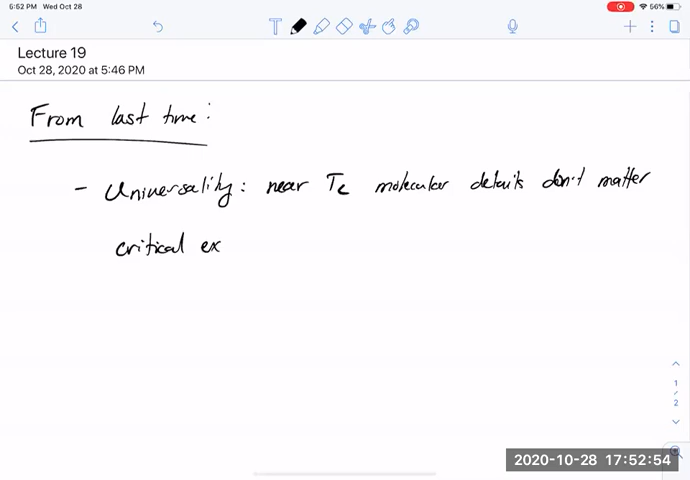 5:52 PM Wed Oct 28
56%
Lecture 19
Oct 28, 2020 at 5:46 PM
From last time:
- Universality: near Tc molecular details don't matter
critical ex
1
/
2
2020-10-28 17:52:54